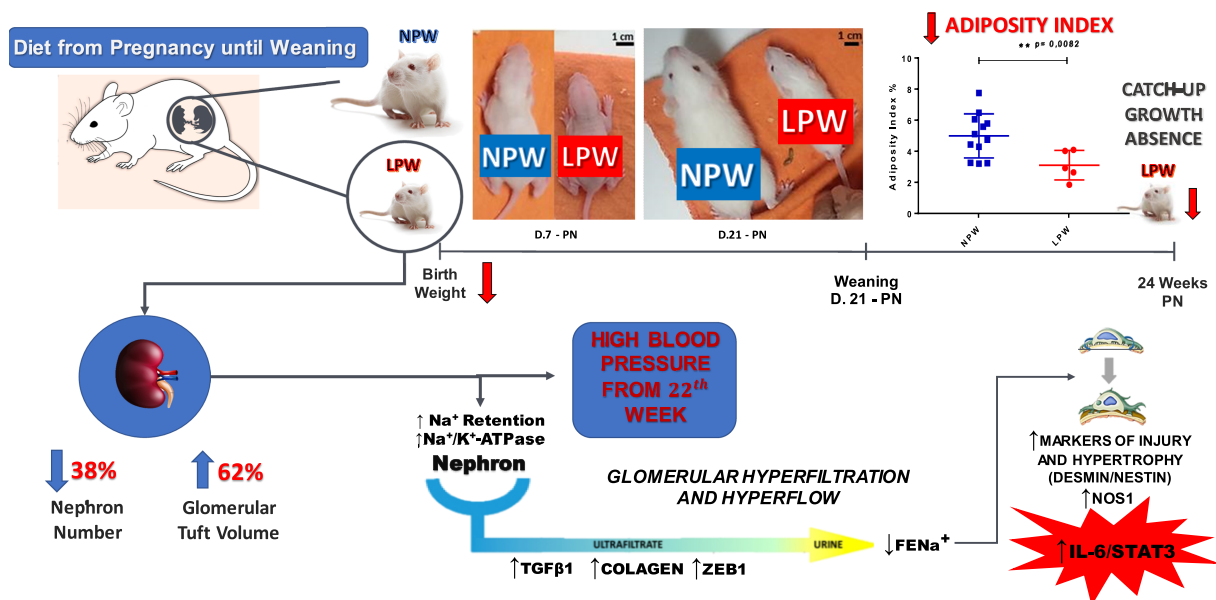 Diet from Pregnancy until Weaning
NPW
LPW
1 cm
NPW
LPW
D.7 - PN
1 cm
NPW
LPW
D.21 - PN
ADIPOSITY INDEX
** p= 0,0082
Adiposity Index %
10
8
6
4
2
0
NPW
LPW
CATCH-UP
GROWTH
ABSENCE
LPW
Birth
Weight
Weaning
D. 21 - PN
24 Weeks
PN
HIGH BLOOD
PRESSURE
FROM 22th
WEEK
↑ Na+ Retention
↑Na+/K+-ATPase
Nephron
38%
Nephron
Number
62%
Glomerular
Tuft Volume
GLOMERULAR HYPERFILTRATION
AND HYPERFLOW
ULTRAFILTRATE
URINE
↑TGFβ1 ↑COLAGEN ↑ZEB1
↓FENa+
↑MARKERS OF INJURY
AND HYPERTROPHY
(DESMIN/NESTIN)
↑NOS1
↑IL-6/STAT3